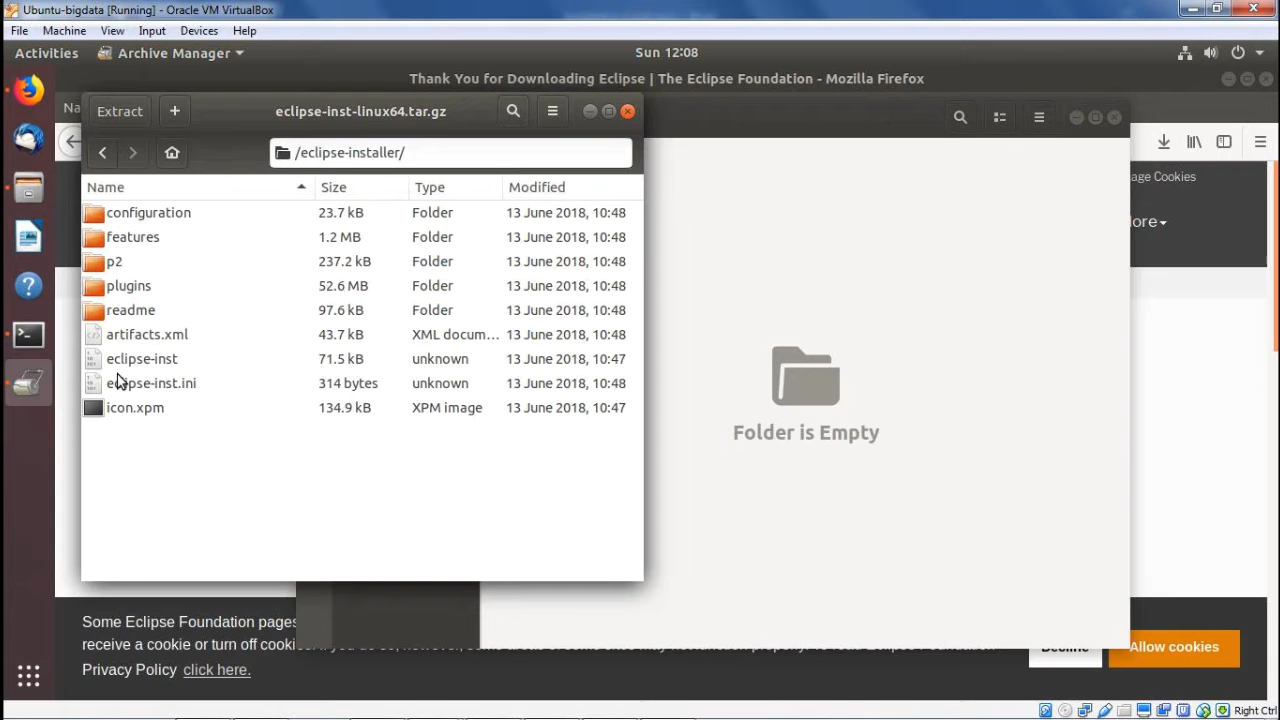 Ubuntu-bigdata [Running] - Oracle VM VirtualBox
File Machine View Input Devices Help
Activities Archive Manager Sun 12:08
Thank You for Downloading Eclipse | The Eclipse Foundation - Mozilla Firefox
Na
Extract + eclipse-inst-linux64.tar.gz
/eclipse-installer/
Name Size Type Modified
configuration 23.7 kB Folder 13 June 2018, 10:48
features 1.2 MB Folder 13 June 2018, 10:48
p2 237.2 kB Folder 13 June 2018, 10:48
plugins 52.6 MB Folder 13 June 2018, 10:48
readme 97.6 kB Folder 13 June 2018, 10:48
artifacts.xml 43.7 kB XML docum... 13 June 2018, 10:48
eclipse-inst 71.5 kB unknown 13 June 2018, 10:47
eclipse-inst.ini 314 bytes unknown 13 June 2018, 10:48
icon.xpm 134.9 kB XPM image 13 June 2018, 10:47
age Cookies
ore
Folder is Empty
Some Eclipse Foundation pages
receive a cookie or turn off cooki
Privacy Policy click here.
Decline Allow cookies
Right Ctrl